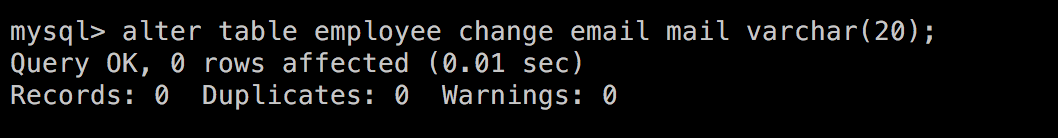 mysql> alter table employee change email mail varchar(20);
Query OK, 0 rows affected (0.01 sec)
Records: 0  Duplicates: 0  Warnings: 0